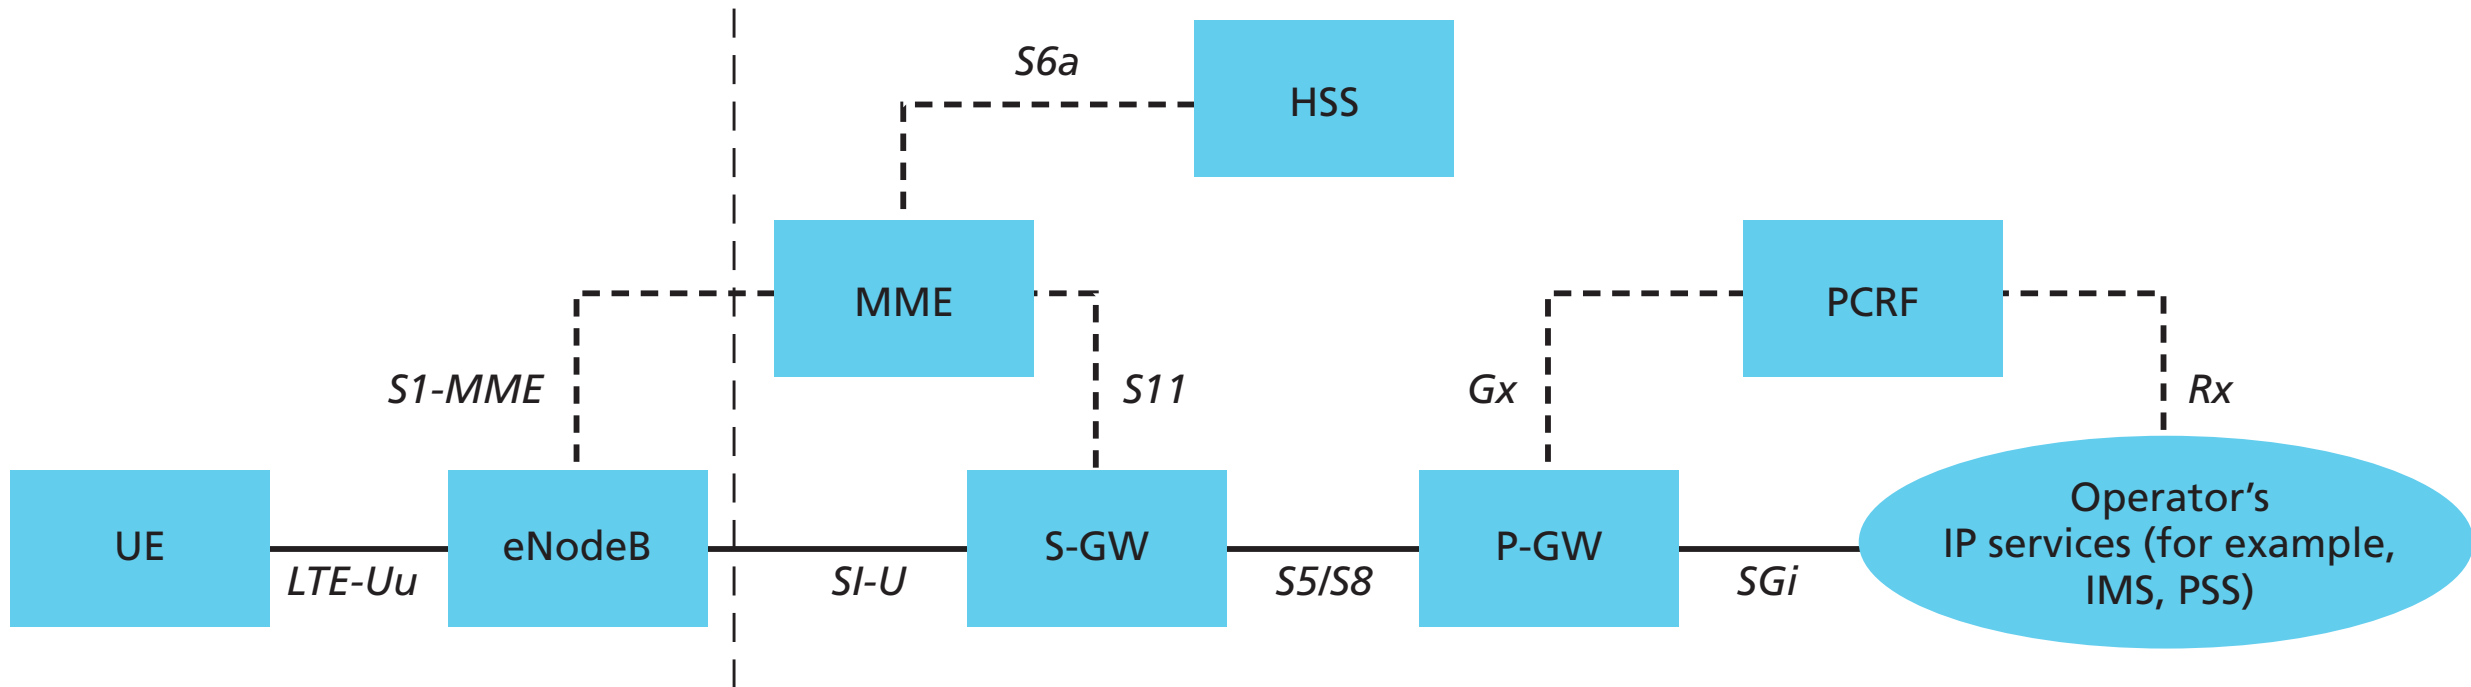 S6a
HSS
MME
PCRF
S1-MME
S11
Gx
Rx
UE
eNodeB
S-GW
P-GW
Operator’s
IP services (for example,
IMS, PSS)
LTE-Uu
SI-U
S5/S8
SGi